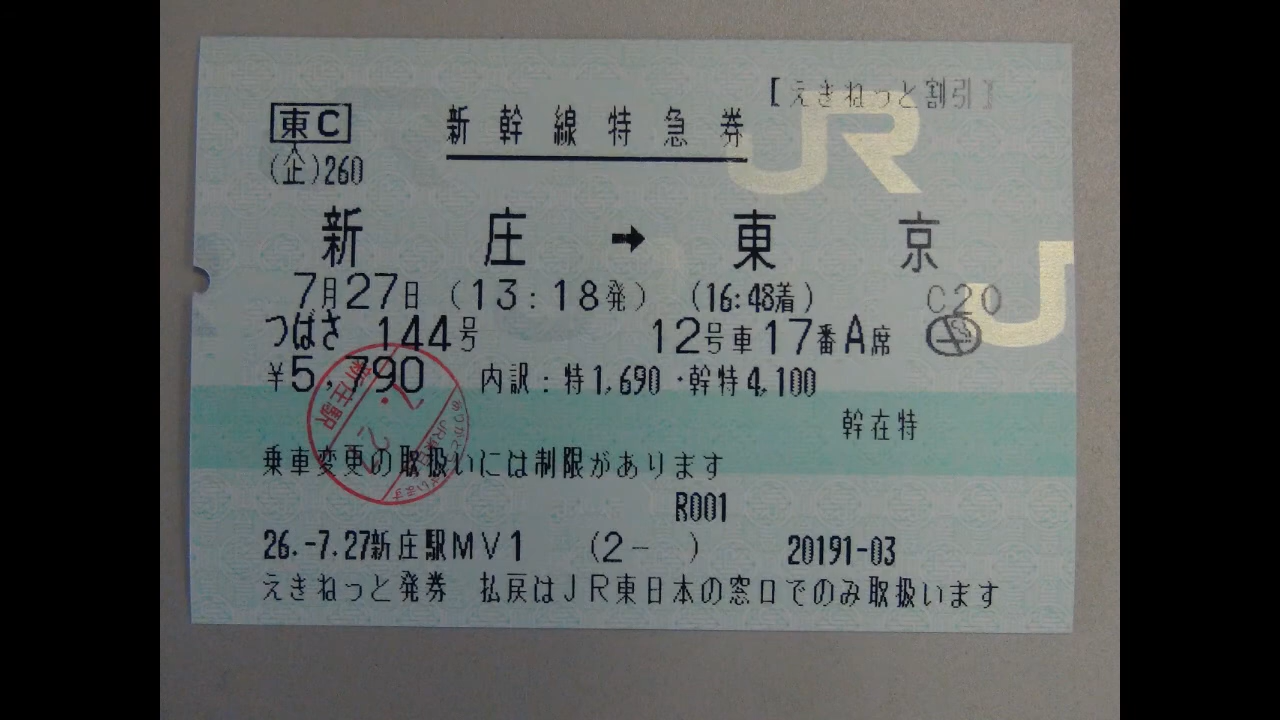 【えきねっと割引】
東C
新幹線特急券
(企)260
新庄→東京
7月27日 (13:18発) (16:48着) C20
つばさ 144号 12号車17番A席
¥5,790 内訳:特1,690・幹特4,100
幹在特
乗車変更の取扱いには制限があります
R001
26.-7.27新庄駅MV1 (2- ) 20191-03
えきねっと発券 払戻はJR東日本の窓口でのみ取扱います
JR
新庄駅
7.27